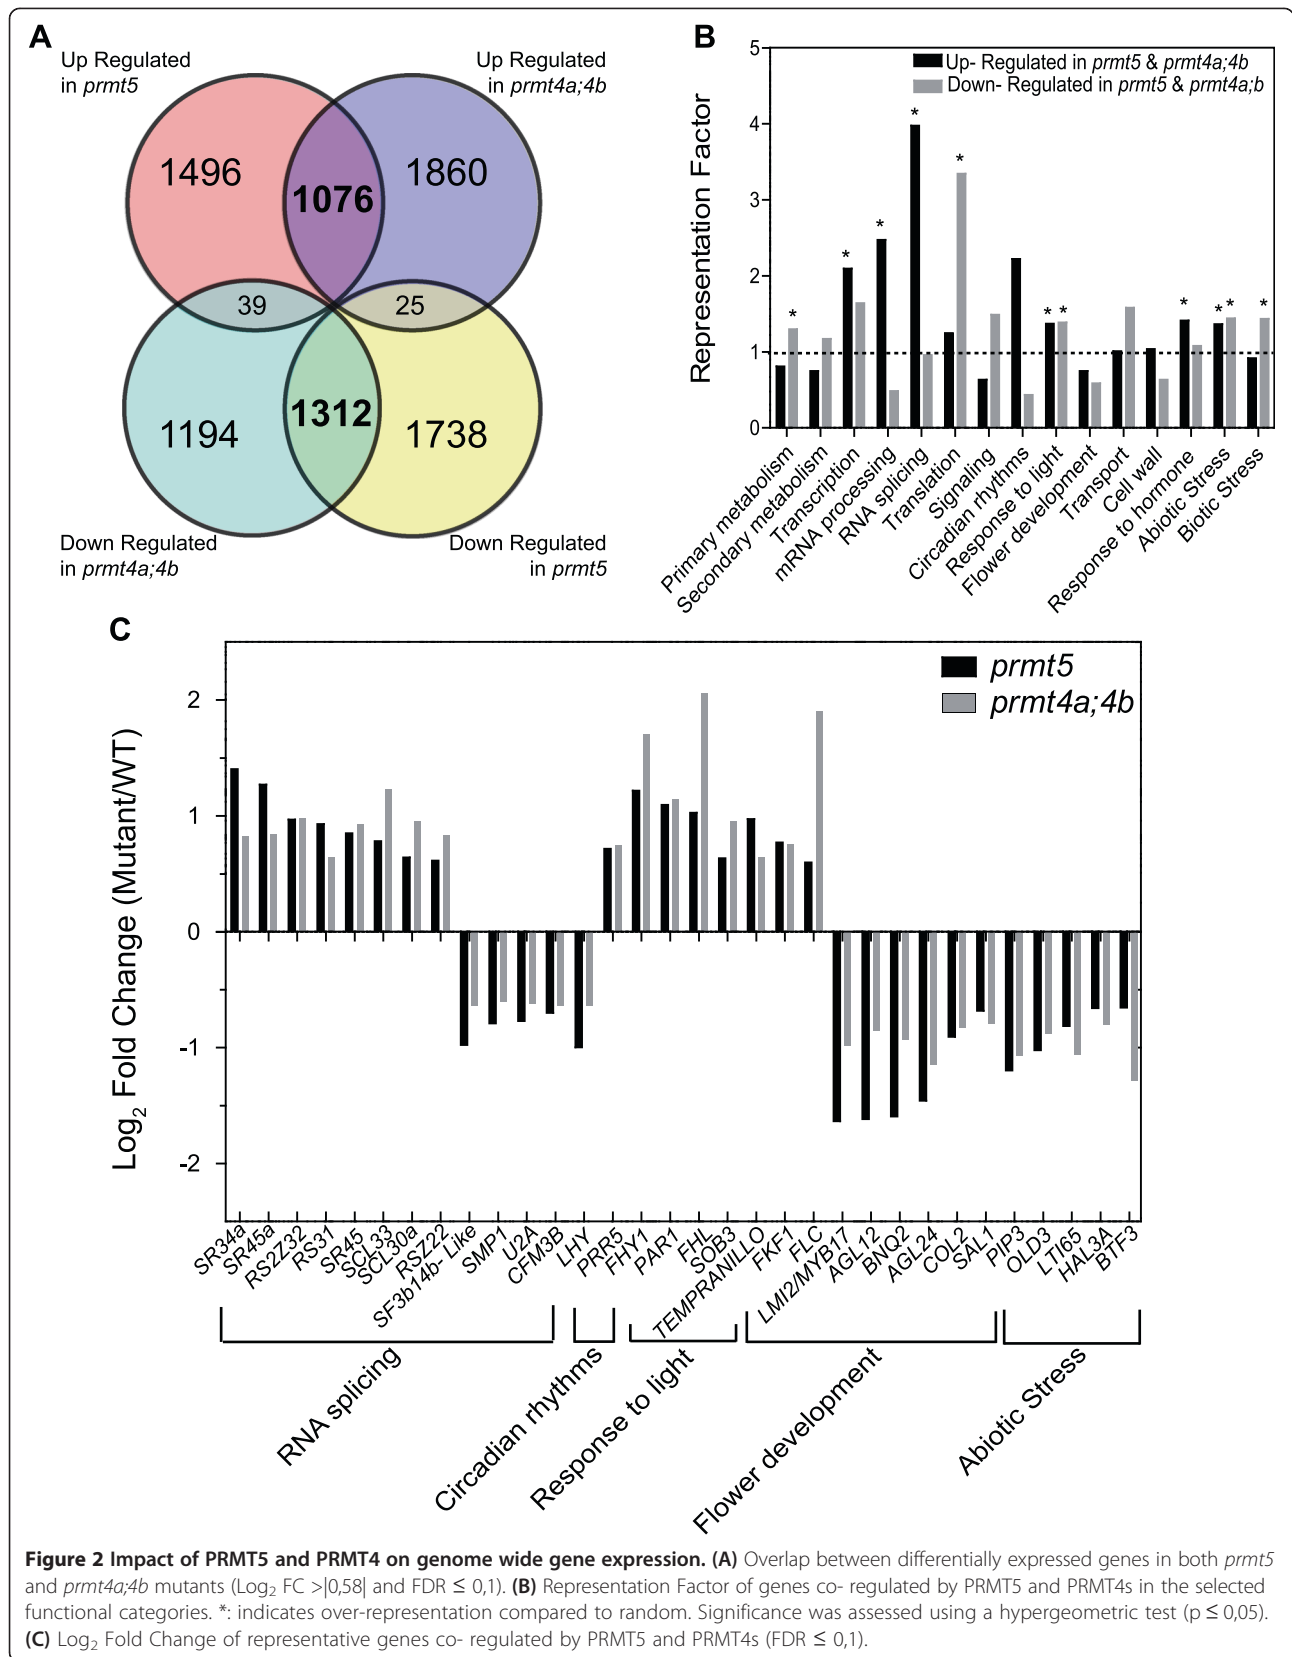 A
Up Regulated
in prmt5
Up Regulated
in prmt4a;4b
1496
1076
1860
39
25
1194
1312
1738
Down Regulated
in prmt4a;4b
Down Regulated
in prmt5
B
Up- Regulated in prmt5 & prmt4a;4b
Down- Regulated in prmt5 & prmt4a;b
Representation Factor
5
4
3
2
1
0
* * * * * * * * * * *
Primary metabolism
Secondary metabolism
Transcription
mRNA processing
RNA splicing
Translation
Signaling
Circadian rhythms
Response to light
Flower development
Transport
Cell wall
Response to hormone
Abiotic Stress
Biotic Stress
C
prmt5
prmt4a;4b
Log2 Fold Change (Mutant/WT)
2
1
0
-1
-2
SR34a
SR45a
RS2Z32
RS31
SR45
SCL33
SCL30a
RSZ22
SF3b14b- Like
SMP1
U2A
CFM3B
LHY
PRR5
FHY1
PAR1
FHL
SOB3
TEMPRANILLO
FKF1
FLC
LMI2/MYB17
AGL12
BNQ2
AGL24
COL2
SAL1
PIP3
OLD3
LTI65
HAL3A
BTF3
RNA splicing
Circadian rhythms
Response to light
Flower development
Abiotic Stress
Figure 2 Impact of PRMT5 and PRMT4 on genome wide gene expression. (A) Overlap between differentially expressed genes in both prmt5
and prmt4a;4b mutants (Log2 FC >|0,58| and FDR ≤ 0,1). (B) Representation Factor of genes co- regulated by PRMT5 and PRMT4s in the selected
functional categories. *: indicates over-representation compared to random. Significance was assessed using a hypergeometric test (p ≤ 0,05).
(C) Log2 Fold Change of representative genes co- regulated by PRMT5 and PRMT4s (FDR ≤ 0,1).